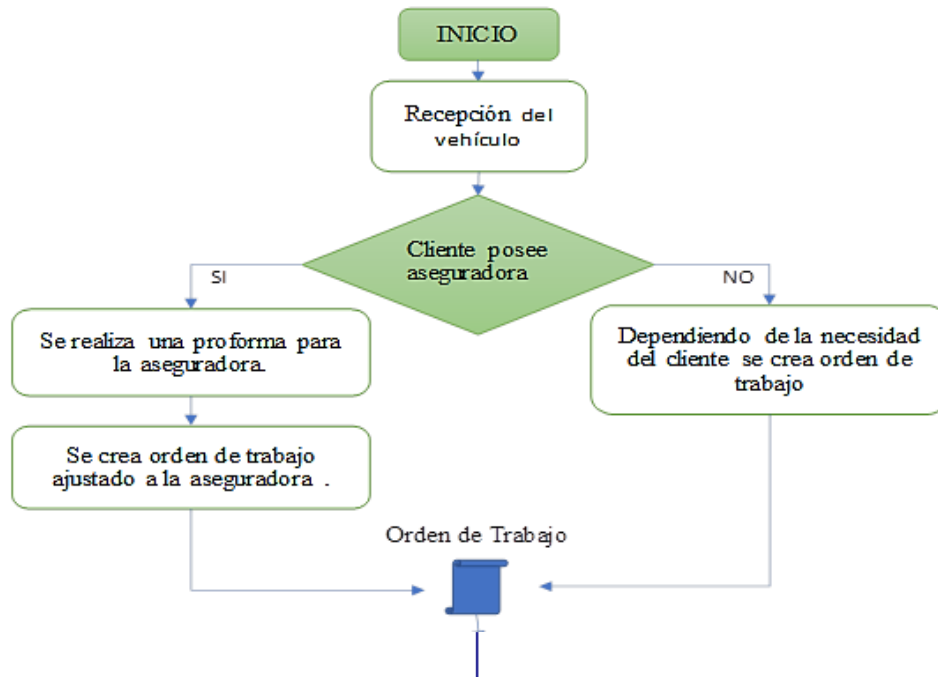 INICIO
Recepción del
vehículo
Cliente posee
aseguradora
SI
NO
Se realiza una proforma para
la aseguradora.
Dependiendo de la necesidad
del cliente se crea orden de
trabajo
Se crea orden de trabajo
ajustado a la aseguradora .
Orden de Trabajo